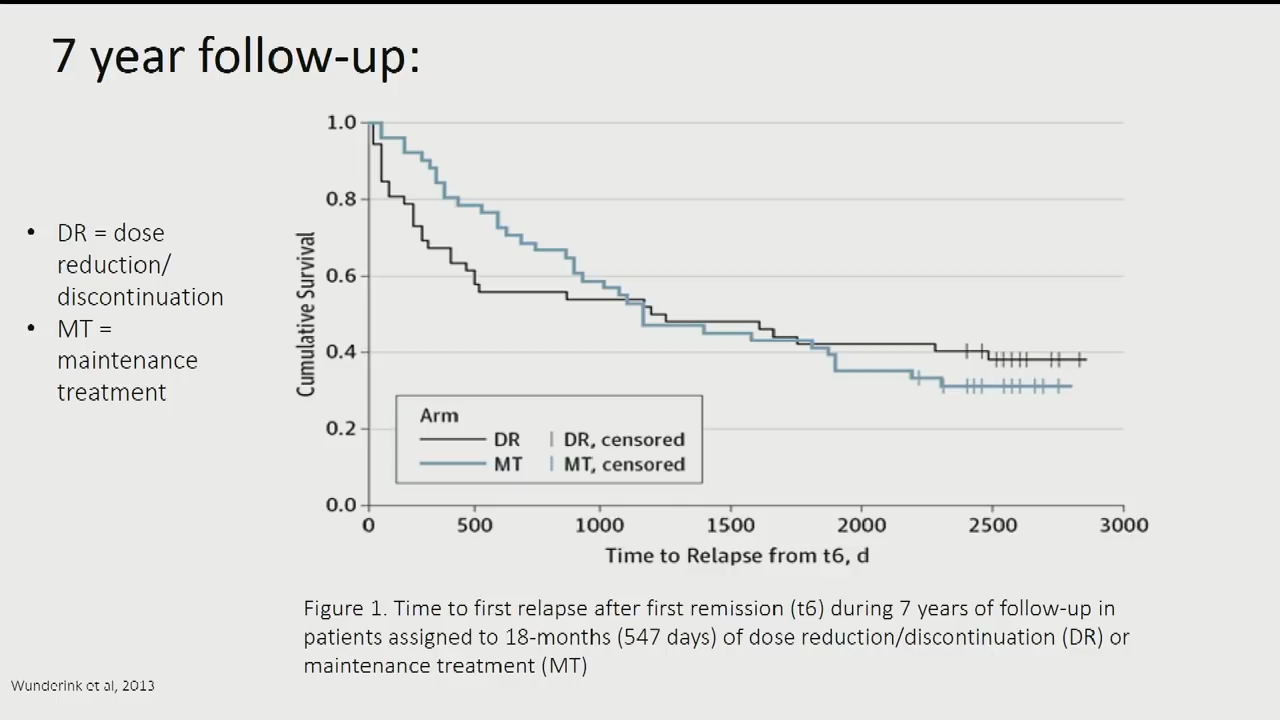 7 year follow-up:
• DR = dose
reduction/
discontinuation
• MT =
maintenance
treatment
Cumulative Survival
1.0
0.8
0.6
0.4
0.2
0.0
Arm
DR | DR, censored
MT | MT, censored
0 500 1000 1500 2000 2500 3000
Time to Relapse from t6, d
Figure 1. Time to first relapse after first remission (t6) during 7 years of follow-up in
patients assigned to 18-months (547 days) of dose reduction/discontinuation (DR) or
maintenance treatment (MT)
Wunderink et al, 2013